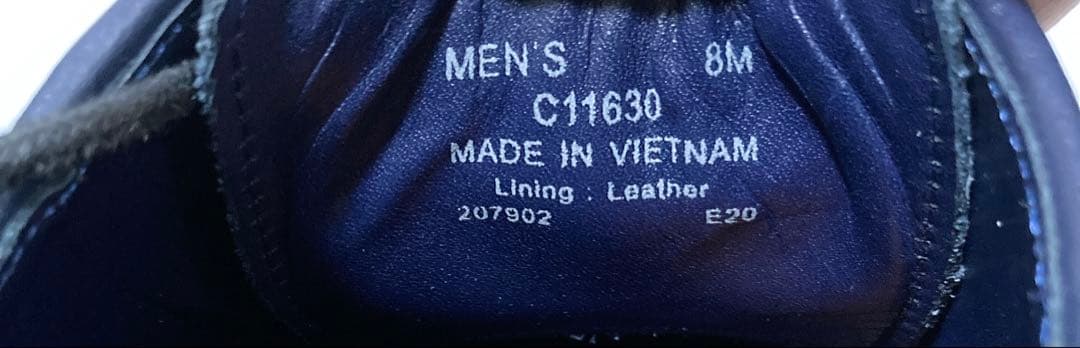 MEN'S 8M
C11630
MADE IN VIETNAM
Lining : Leather
207902 E20